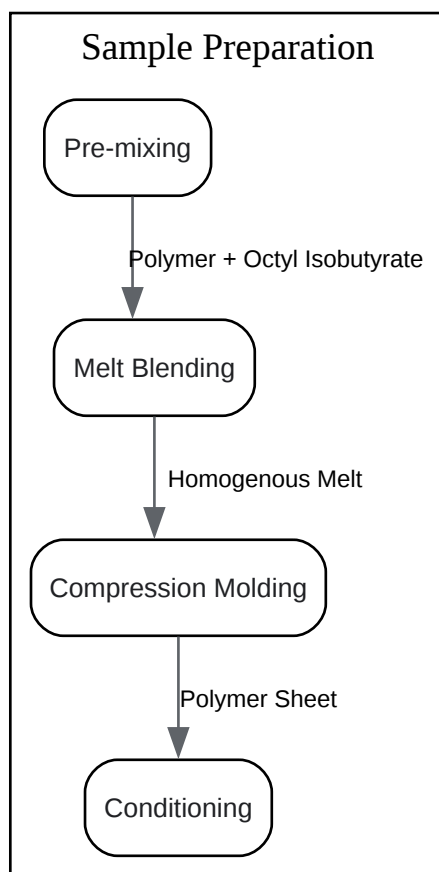 Sample Preparation
Pre-mixing
Polymer + Octyl Isobutyrate
Melt Blending
Homogenous Melt
Compression Molding
Polymer Sheet
Conditioning